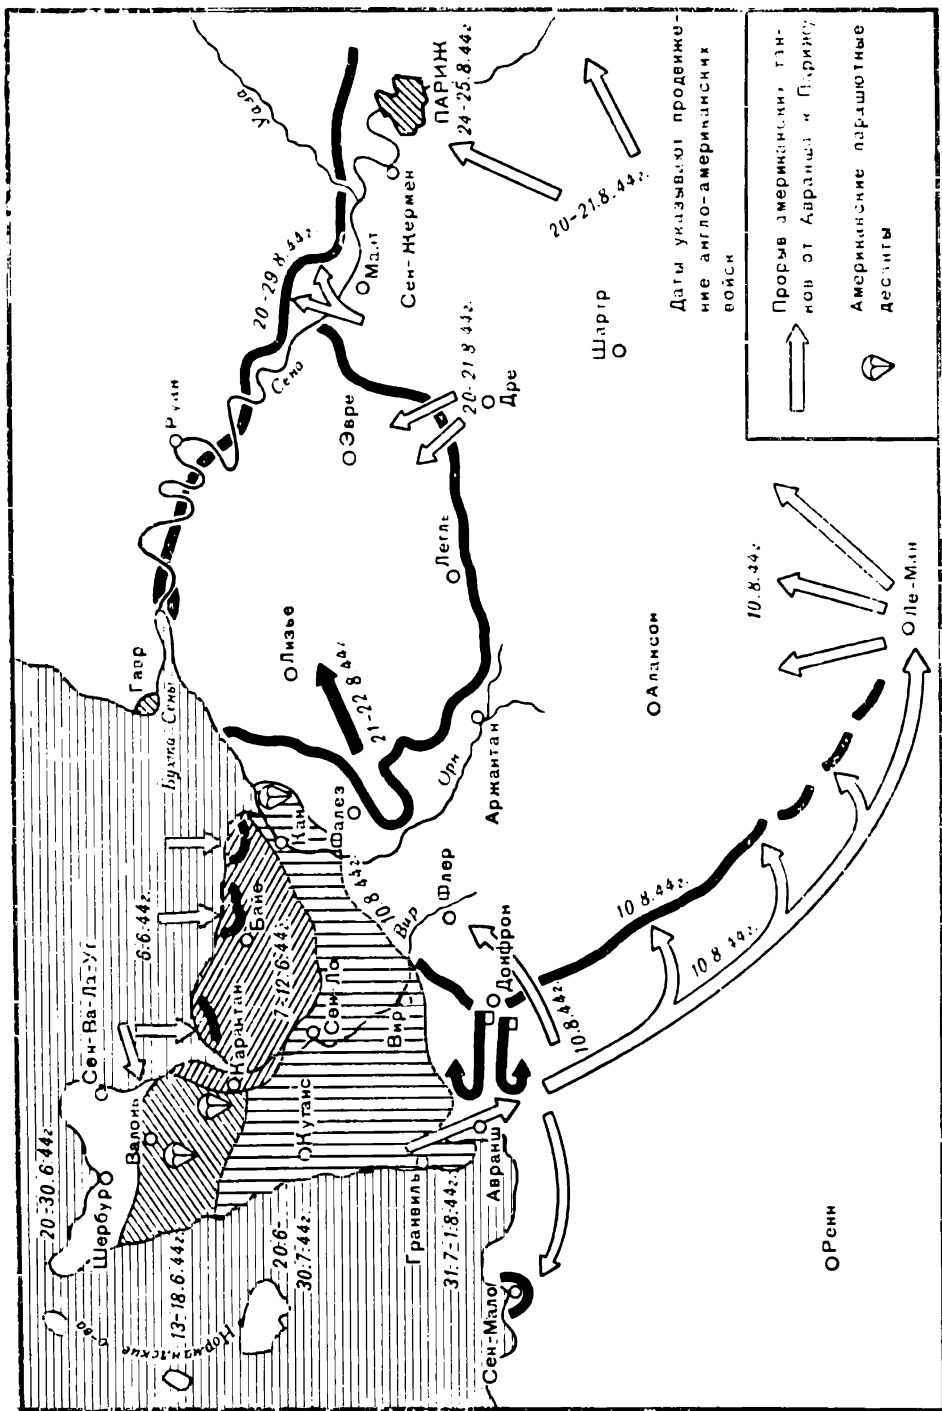 20-30.6.44г.
Шербур
13-18.6.44г.
Нормандские о-ва
20.6-
30.7.44г.
Сен-Ва-Ла-Уг
Валонь
Карантан
6.6.44г.
Байе
7-12.6.44г.
Сен-Ло
Кутанс
Гранвиль
31.7-1.8.44г.
Авранш
Сен-Мало
Ренн
Вир
Вир
10.8.44г.
Кан
Фалез
Флер
Донфрон
10.8.44г.
10.8.44г.
10.8.44г.
Бухта Сены
Гавр
Лизье
21-22.8.44г.
Орн
Аржантан
Алансон
Ле-Ман
10.8.44г.
Легль
Руан
Сена
20-29.8.44г.
Эвре
20-21.8.44г.
Дре
Шартр
Уаза
Мант
Сен-Жермен
ПАРИЖ
24-25.8.44г.
20-21.8.44г.
Даты указывают продвиже-
ние англо-американских
войск
Прорыв американских тан-
ков от Авранша к Парижу
Американские парашютные
десанты